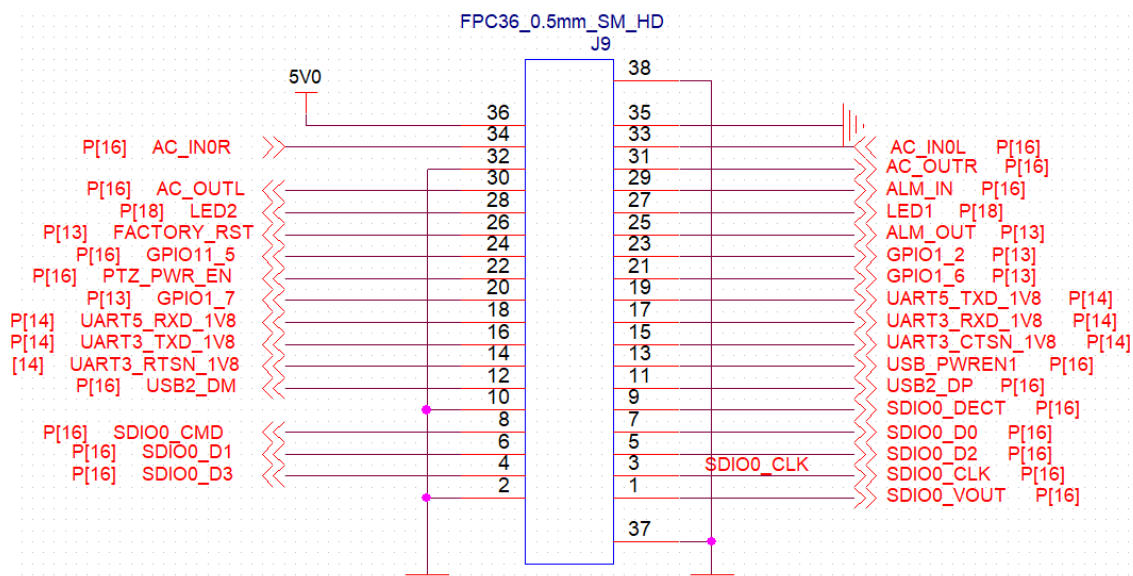 FPC36_0.5mm_SM_HD
J9
38
5V0
36 35
P[16] AC_IN0R 34 33 AC_IN0L P[16]
32 31 AC_OUTR P[16]
P[16] AC_OUTL 30 29 ALM_IN P[16]
P[18] LED2 28 27 LED1 P[18]
P[13] FACTORY_RST 26 25 ALM_OUT P[13]
P[16] GPIO11_5 24 23 GPIO1_2 P[13]
P[16] PTZ_PWR_EN 22 21 GPIO1_6 P[13]
P[13] GPIO1_7 20 19 UART5_TXD_1V8 P[14]
P[14] UART5_RXD_1V8 18 17 UART3_RXD_1V8 P[14]
P[14] UART3_TXD_1V8 16 15 UART3_CTSN_1V8 P[14]
[14] UART3_RTSN_1V8 14 13 USB_PWREN1 P[16]
P[16] USB2_DM 12 11 USB2_DP P[16]
10 9 SDIO0_DECT P[16]
P[16] SDIO0_CMD 8 7 SDIO0_D0 P[16]
P[16] SDIO0_D1 6 5 SDIO0_D2 P[16]
P[16] SDIO0_D3 4 3 SDIO0_CLK SDIO0_CLK P[16]
2 1 SDIO0_VOUT P[16]
37